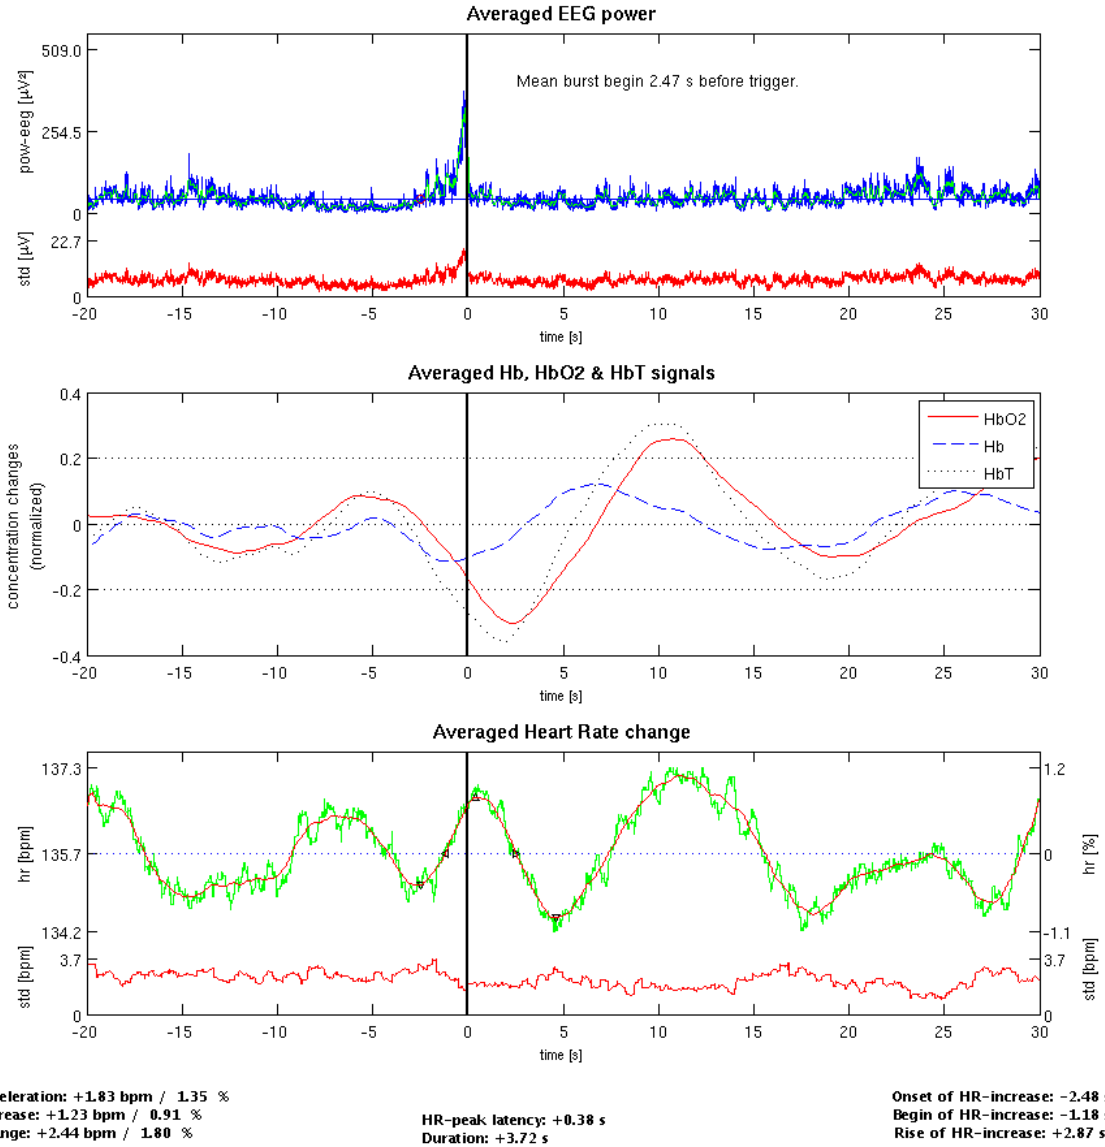 Averaged EEG power
509.0
254.5
0
pow-eeg [µV²]
Mean burst begin 2.47 s before trigger.
22.7
0
std [µV]
-20 -15 -10 -5 0 5 10 15 20 25 30
time [s]
Averaged Hb, HbO2 & HbT signals
0.4
0.2
0
-0.2
-0.4
concentration changes
(normalized)
HbO2
Hb
HbT
-20 -15 -10 -5 0 5 10 15 20 25 30
time [s]
Averaged Heart Rate change
137.3
135.7
134.2
hr [bpm]
1.2
0
-1.1
hr [%]
3.7
0
std [bpm]
3.7
0
std [bpm]
-20 -15 -10 -5 0 5 10 15 20 25 30
time [s]
eleration: +1.83 bpm / 1.35 %
rease: +1.23 bpm / 0.91 %
ange: +2.44 bpm / 1.80 %
HR-peak latency: +0.38 s
Duration: +3.72 s
Onset of HR-increase: -2.48 s
Begin of HR-increase: -1.18 s
Rise of HR-increase: +2.87 s